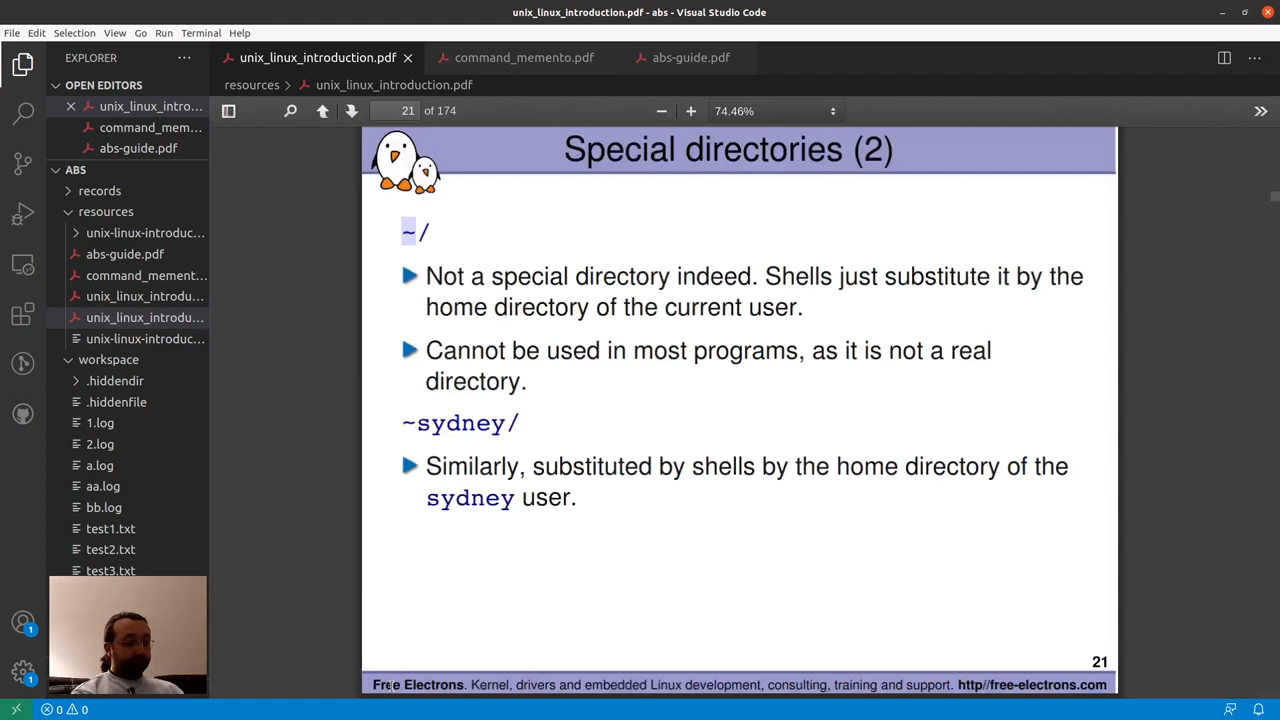 unix_linux_introduction.pdf - abs - Visual Studio Code
File Edit Selection View Go Run Terminal Help
EXPLORER
unix_linux_introduction.pdf
command_memento.pdf
abs-guide.pdf
OPEN EDITORS
resources > unix_linux_introduction.pdf
unix_linux_intro...
command_mem...
abs-guide.pdf
21 of 174
74.46%
ABS
records
resources
unix-linux-introduc...
abs-guide.pdf
command_mement...
unix_linux_introdu...
unix_linux_introdu...
unix-linux-introduc...
workspace
.hiddendir
.hiddenfile
1.log
2.log
a.log
aa.log
bb.log
test1.txt
test2.txt
test3.txt
Special directories (2)
~/
Not a special directory indeed. Shells just substitute it by the
home directory of the current user.
Cannot be used in most programs, as it is not a real
directory.
~sydney/
Similarly, substituted by shells by the home directory of the
sydney user.
21
Free Electrons. Kernel, drivers and embedded Linux development, consulting, training and support. http//free-electrons.com
1
1
0 0